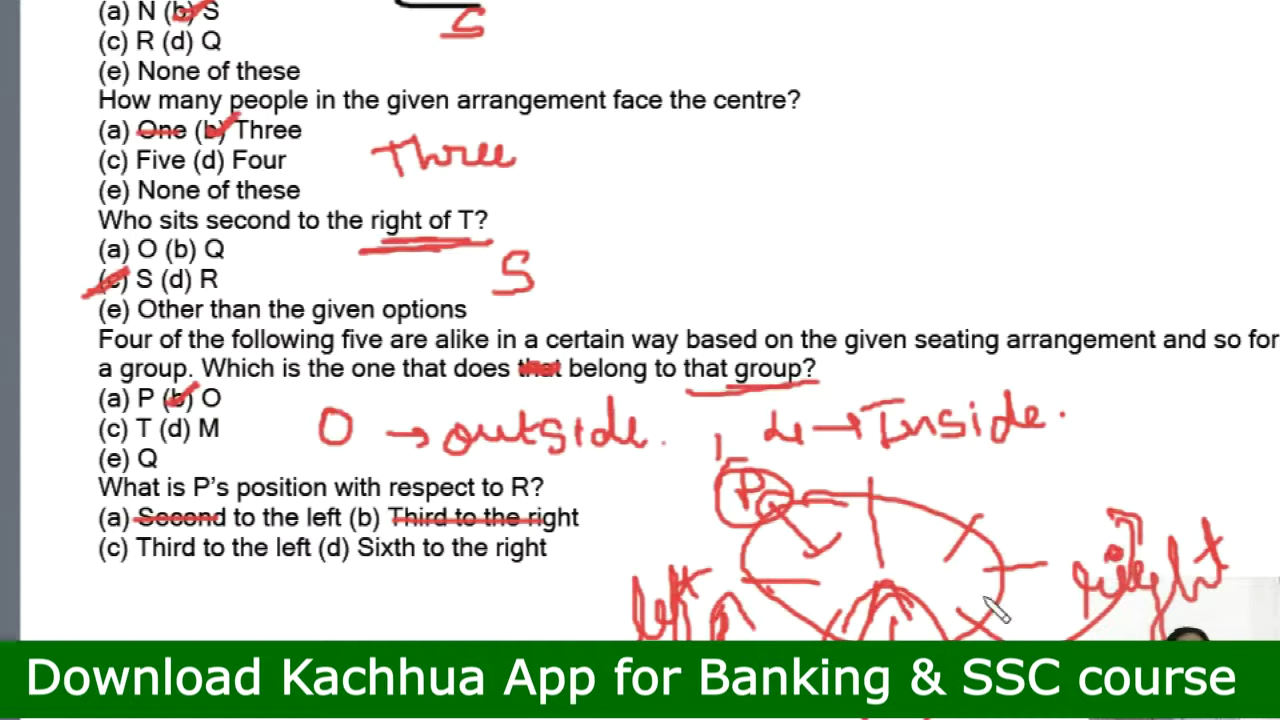 (a) N (b) S
S
(c) R (d) Q
(e) None of these
How many people in the given arrangement face the centre?
(a) One (b) Three
(c) Five (d) Four
Three
(e) None of these
Who sits second to the right of T?
(a) O (b) Q
(c) S (d) R
S
(e) Other than the given options
Four of the following five are alike in a certain way based on the given seating arrangement and so for
a group. Which is the one that does that belong to that group?
(a) P (b) O
(c) T (d) M
O → outside.
4 → Inside.
(e) Q
What is P's position with respect to R?
P
(a) Second to the left (b) Third to the right
(c) Third to the left (d) Sixth to the right
left
right
Download Kachhua App for Banking & SSC course